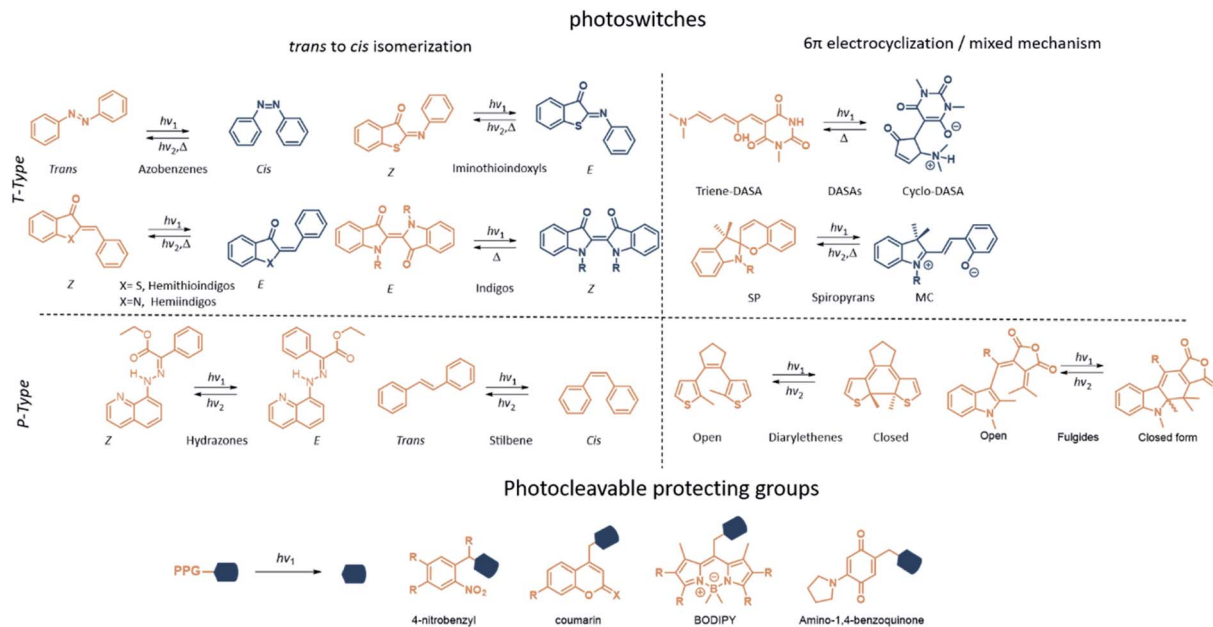 photoswitches
trans to cis isomerization
6π electrocyclization / mixed mechanism
T-Type
N=N
Trans
hν1
hν2,Δ
Azobenzenes
N=N
Cis
O
S
N
Z
hν1
hν2,Δ
Iminothioindoxyls
O
S
N
E
N
OH
O
NH
O
N
O
Triene-DASA
hν1
Δ
DASAs
O
N
O
N
O
O
⊖
N
H
⊕
Cyclo-DASA
O
X
Z
hν1
hν2,Δ
X= S, Hemithioindigos
X=N, Hemiindigos
O
X
E
O
R
N
N
R
O
E
hν1
Δ
Indigos
O
O
N
N
R
R
Z
N
R
O
SP
hν1
hν2,Δ
Spiropyrans
N
⊕
R
O
⊖
MC
P-Type
O
O
H
N
N
N
Z
hν1
hν2
Hydrazones
O
O
H
N
N
N
E
Trans
hν1
hν2
Stilbene
Cis
S
S
Open
hν1
hν2
Diarylethenes
S
S
Closed
R
O
O
O
N
Open
hν1
hν2
Fulgides
R
O
O
O
N
Closed form
Photocleavable protecting groups
PPG
hν1
R
R
R
NO2
4-nitrobenzyl
R
O
X
coumarin
R
R
R
R
N
B
N
⊕
⊖
BODIPY
O
N
O
Amino-1,4-benzoquinone